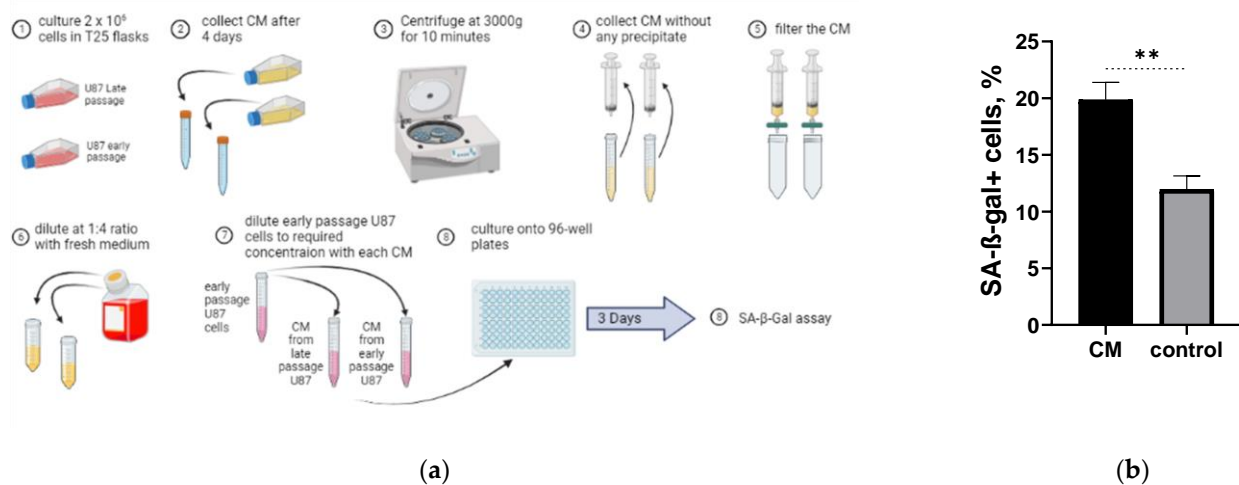 1 culture 2 x 10⁶
cells in T25 flasks
U87 Late
passage
U87 early
passage
2 collect CM after
4 days
3 Centrifuge at 3000g
for 10 minutes
4 collect CM without
any precipitate
5 filter the CM
6 dilute at 1:4 ratio
with fresh medium
7 dilute early passage U87
cells to required
concentraion with each CM
early
passage
U87
cells
CM
from
late
passage
U87
CM
from
early
passage
U87
8 culture onto 96-well
plates
3 Days
8 SA-β-Gal assay
(a)
SA-ß-gal+ cells, %
25
20
15
10
5
0
**
CM control
(b)